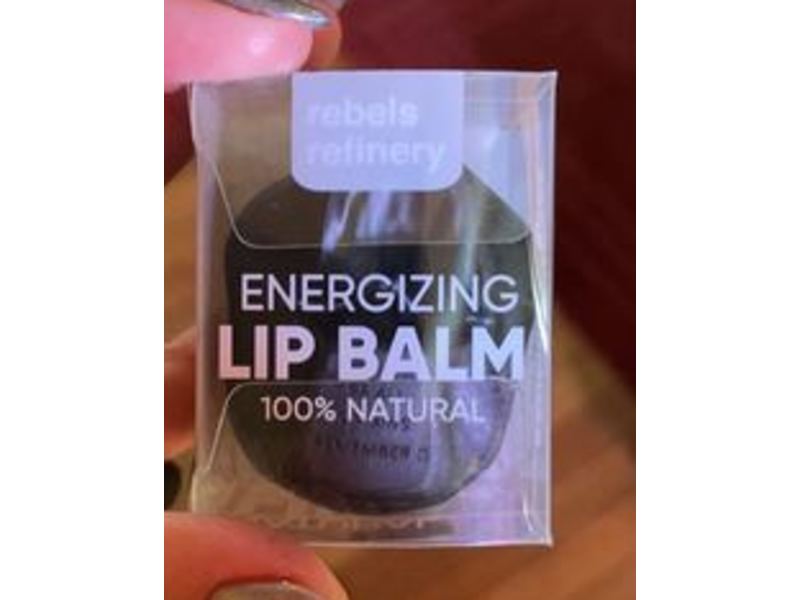 rebels
refinery
ENERGIZING
LIP BALM
100% NATURAL